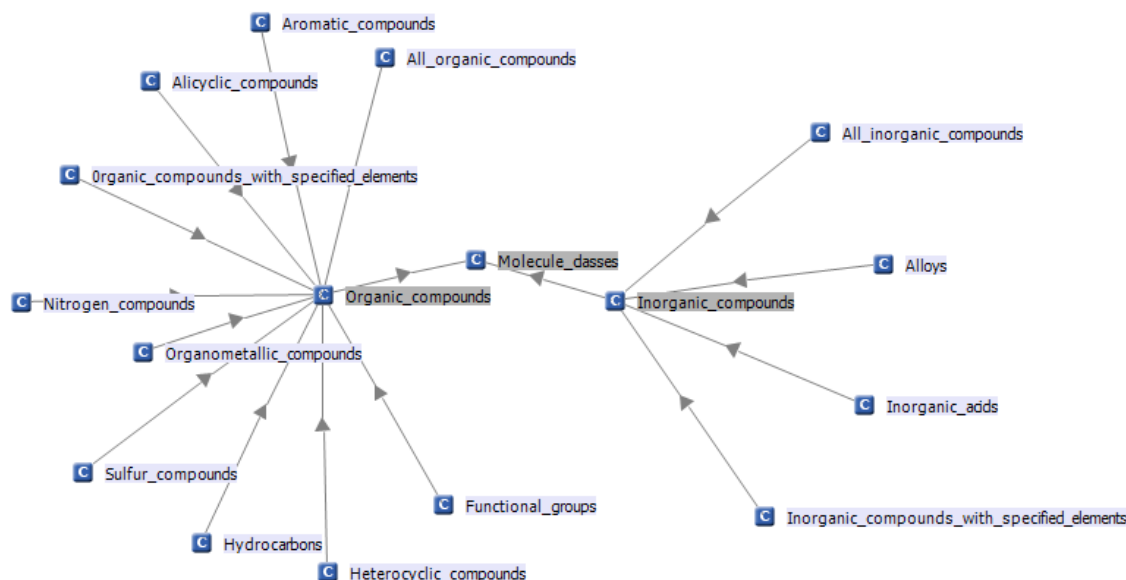 Aromatic_compounds
All_organic_compounds
Alicyclic_compounds
All_inorganic_compounds
0rganic_compounds_with_specified_elements
Molecule_dasses
Alloys
Nitrogen_compounds
Organic_compounds
Inorganic_compounds
Organometallic_compounds
Inorganic_acids
Sulfur_compounds
Functional_groups
Inorganic_compounds_with_specified_elements
Hydrocarbons
Heterocyclic_compounds